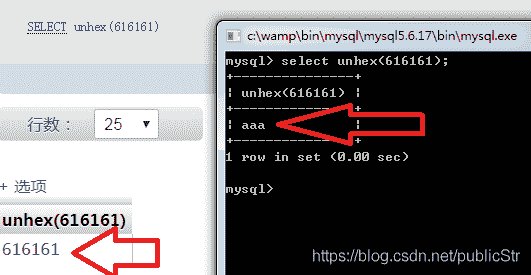 SELECT unhex(616161)
行数： 25
+ 选项
unhex(616161)
616161
c:\wamp\bin\mysql\mysql5.6.17\bin\mysql.exe
mysql> select unhex(616161);
+---------------+
| unhex(616161) |
+---------------+
| aaa           |
+---------------+
1 row in set (0.00 sec)
mysql>
https://blog.csdn.net/publicStr